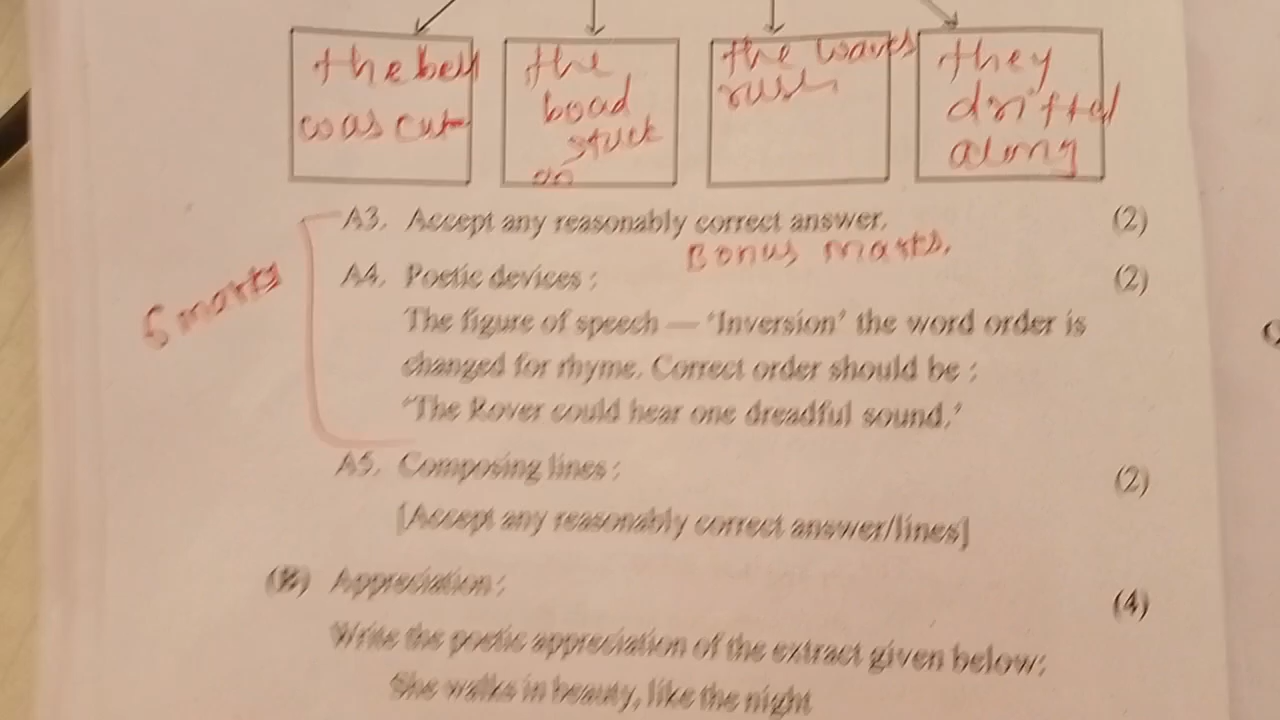 the bell
was cut
the
boad
stuck
on
the waves
rush
they
drifted
along
A3. Accept any reasonably correct answer. (2)
Bonus marks.
5 marks
A4. Poetic devices : (2)
The figure of speech — 'Inversion' the word order is
changed for rhyme. Correct order should be :
'The Rover could hear one dreadful sound.'
A5. Composing lines : (2)
[Accept any reasonably correct answer/lines]
(B) Appreciation : (4)
Write the poetic appreciation of the extract given below:
She walks in beauty, like the night